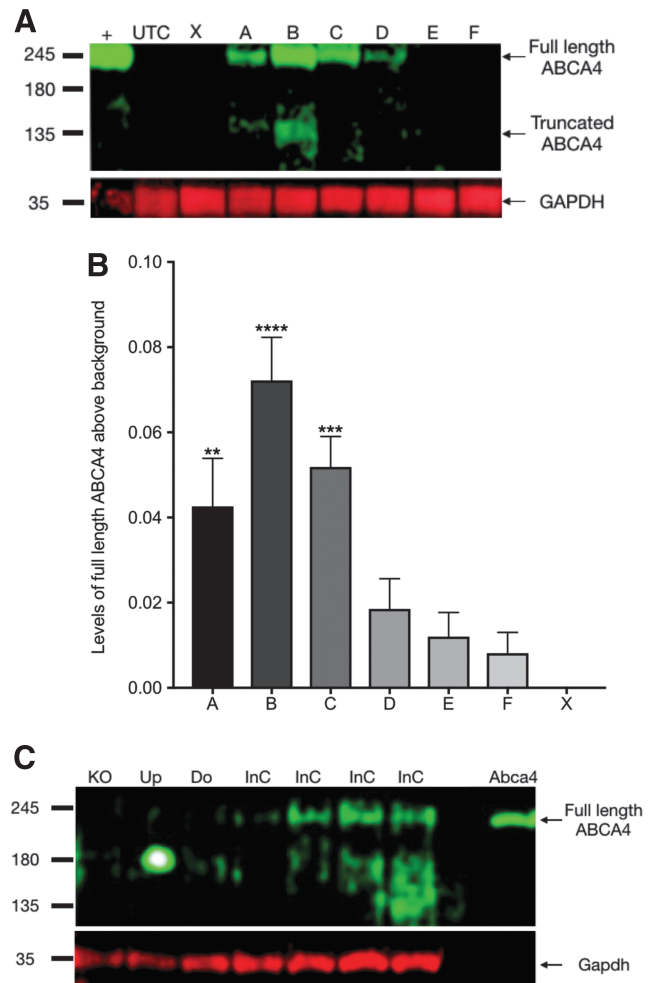 A
+ UTC X A B C D E F
245
180
135
35
Full length
ABCA4
Truncated
ABCA4
GAPDH
B
Levels of full length ABCA4 above background
0.10
0.08
0.06
0.04
0.02
0.00
**
****
***
A B C D E F X
C
KO Up Do InC InC InC InC Abca4
245
180
135
35
Full length
ABCA4
Gapdh